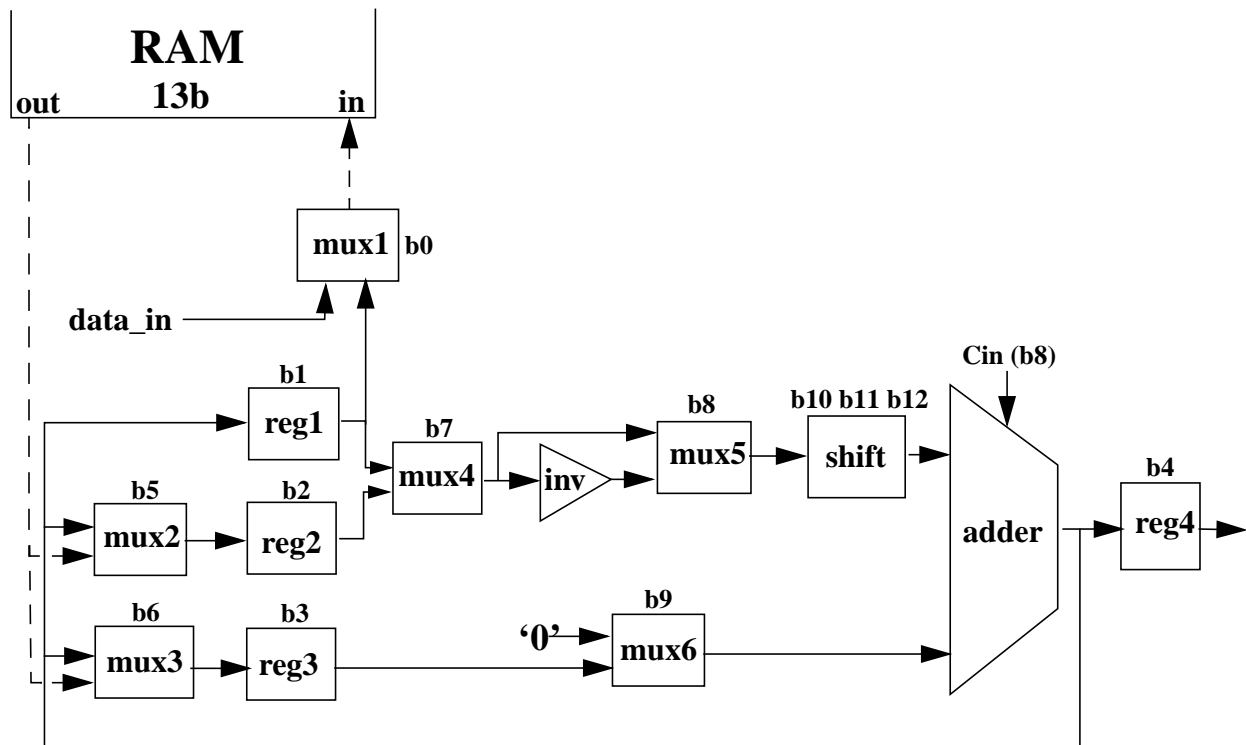 RAM
13b
out
in
mux1
b0
data_in
Cin (b8)
b1
reg1
b7
mux4
inv
b8
mux5
b10 b11 b12
shift
adder
b4
reg4
b5
mux2
b2
reg2
b6
mux3
b3
reg3
‘0’
b9
mux6